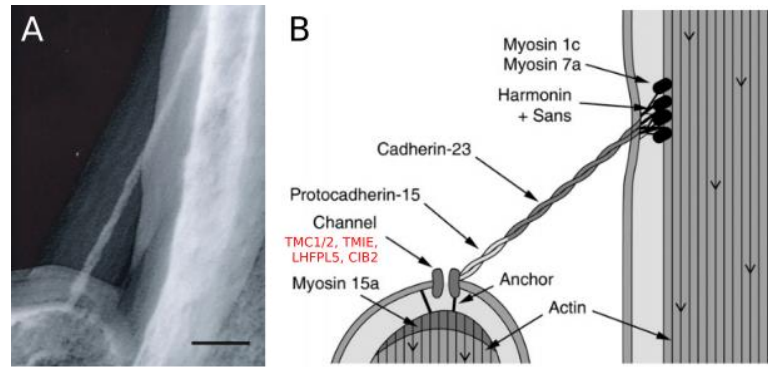 A
B
Myosin 1c
Myosin 7a
Harmonin
+ Sans
Cadherin-23
Protocadherin-15
Channel
TMC1/2, TMIE,
LHFPL5, CIB2
Myosin 15a
Anchor
Actin